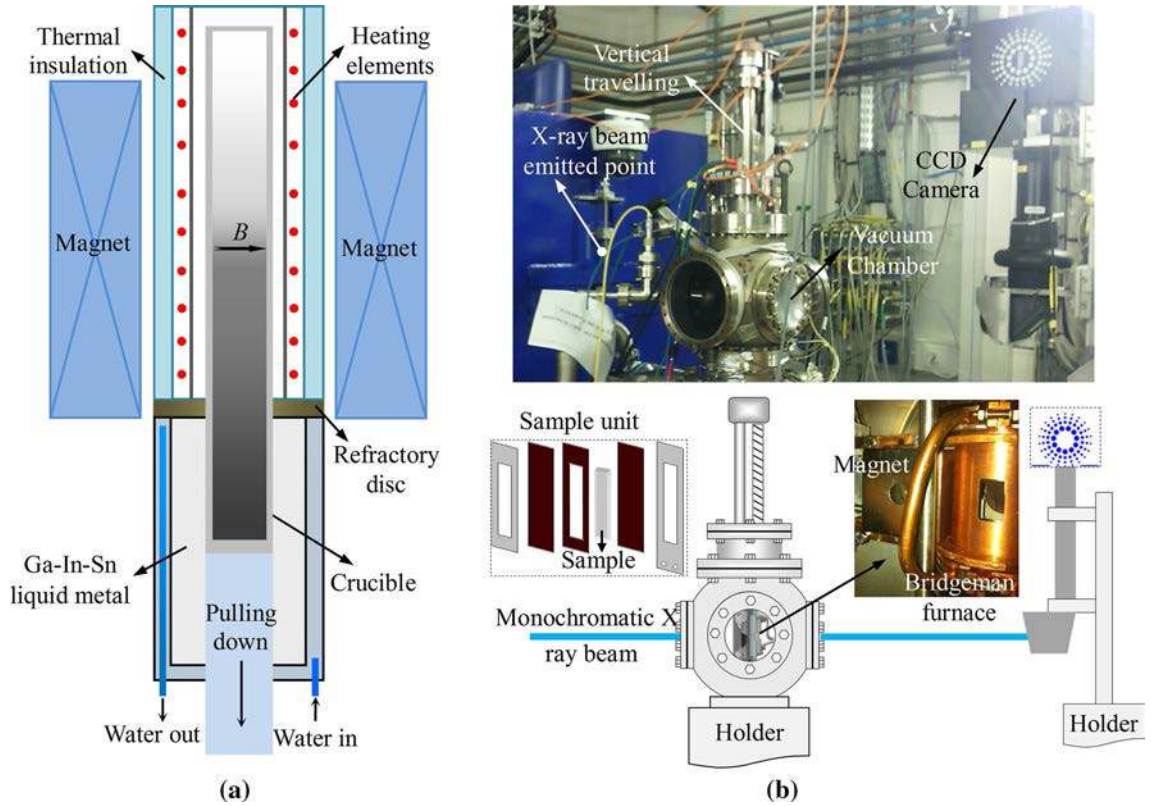 Thermal
insulation
Heating
elements
Magnet
B
Magnet
Refractory
disc
Ga-In-Sn
liquid metal
Crucible
Pulling
down
Water out
Water in
(a)
Vertical
travelling
X-ray beam
emitted point
CCD
Camera
Vacuum
Chamber
Sample unit
Sample
Magnet
Bridgeman
furnace
Monochromatic X
ray beam
Holder
Holder
(b)